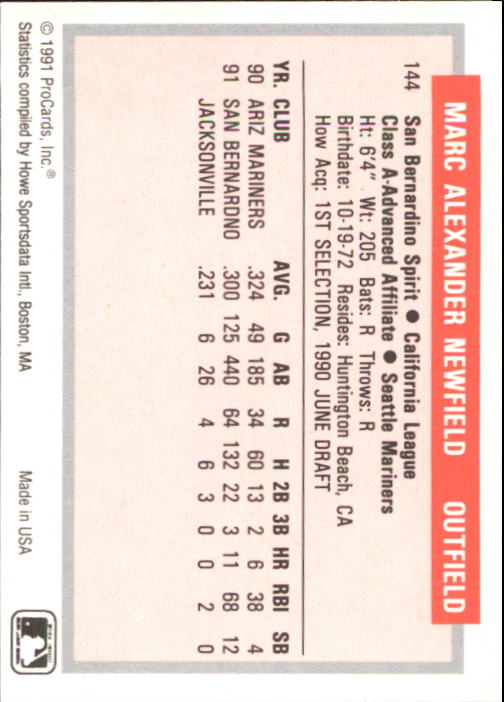 MARC ALEXANDER NEWFIELD OUTFIELD
144 San Bernardino Spirit ● California League
Class A-Advanced Affiliate ● Seattle Mariners
Ht: 6'4" Wt: 205 Bats: R Throws: R
Birthdate: 10-19-72 Resides: Huntington Beach, CA
How Acq: 1ST SELECTION, 1990 JUNE DRAFT
YR. CLUB AVG. G AB R H 2B 3B HR RBI SB
90 ARIZ MARINERS .324 49 185 34 60 13 2 6 38 4
91 SAN BERNARDNO .300 125 440 64 132 22 3 11 68 12
JACKSONVILLE .231 6 26 4 6 3 0 0 2 0
© 1991 ProCards, Inc.®
Statistics compiled by Howe Sportsdata Intl., Boston, MA Made in USA